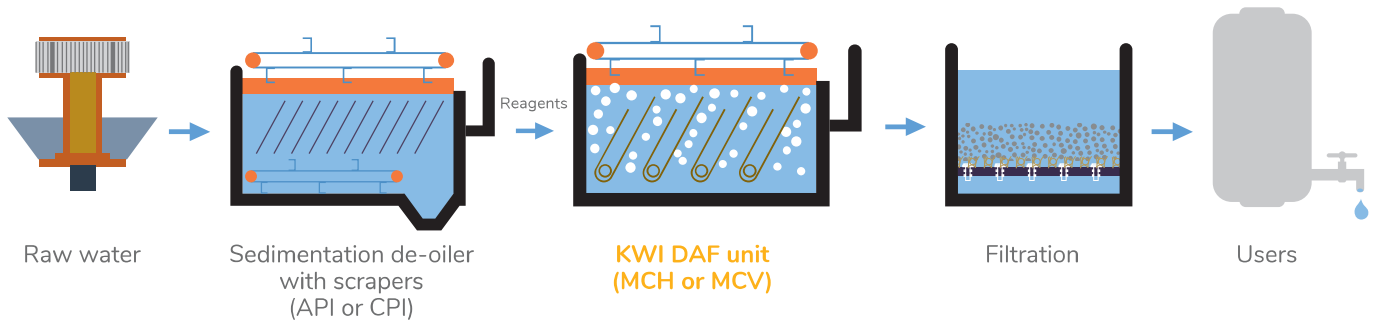 Reagents
Raw water
Sedimentation de-oiler
with scrapers
(API or CPI)
KWI DAF unit
(MCH or MCV)
Filtration
Users